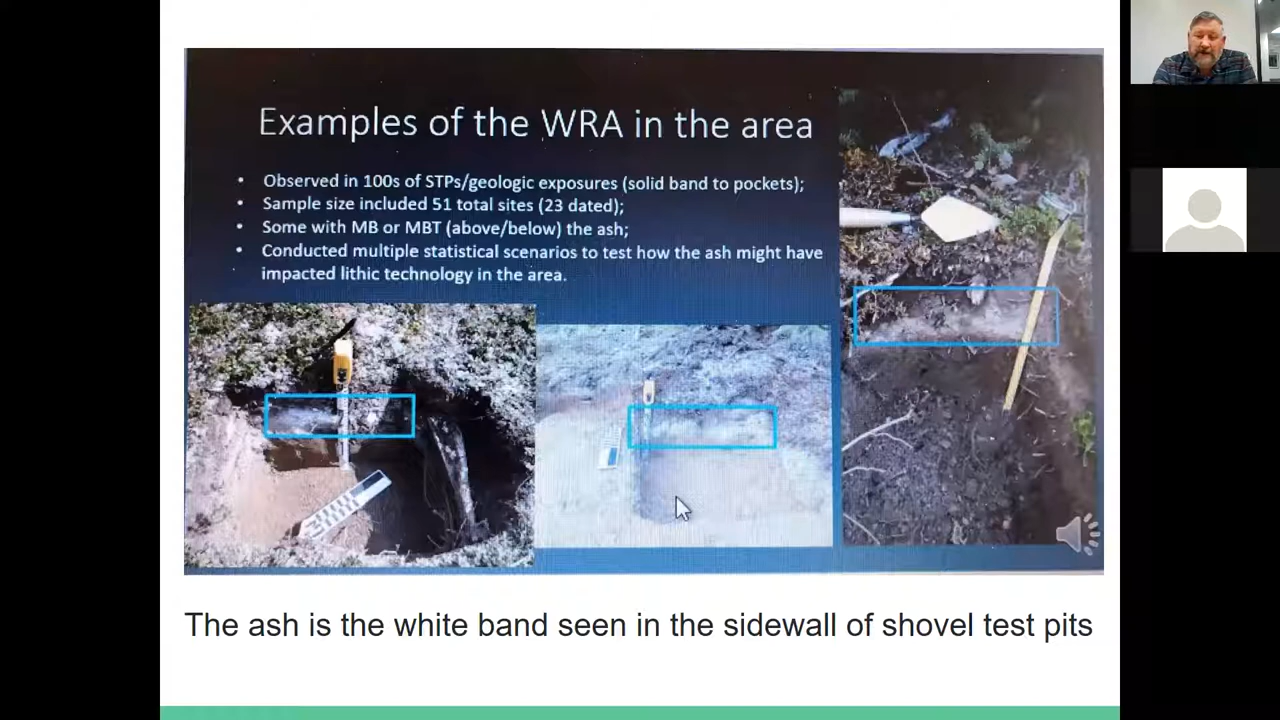 Examples of the WRA in the area
• Observed in 100s of STPs/geologic exposures (solid band to pockets);
• Sample size included 51 total sites (23 dated);
• Some with MB or MBT (above/below) the ash;
• Conducted multiple statistical scenarios to test how the ash might have
impacted lithic technology in the area.
The ash is the white band seen in the sidewall of shovel test pits